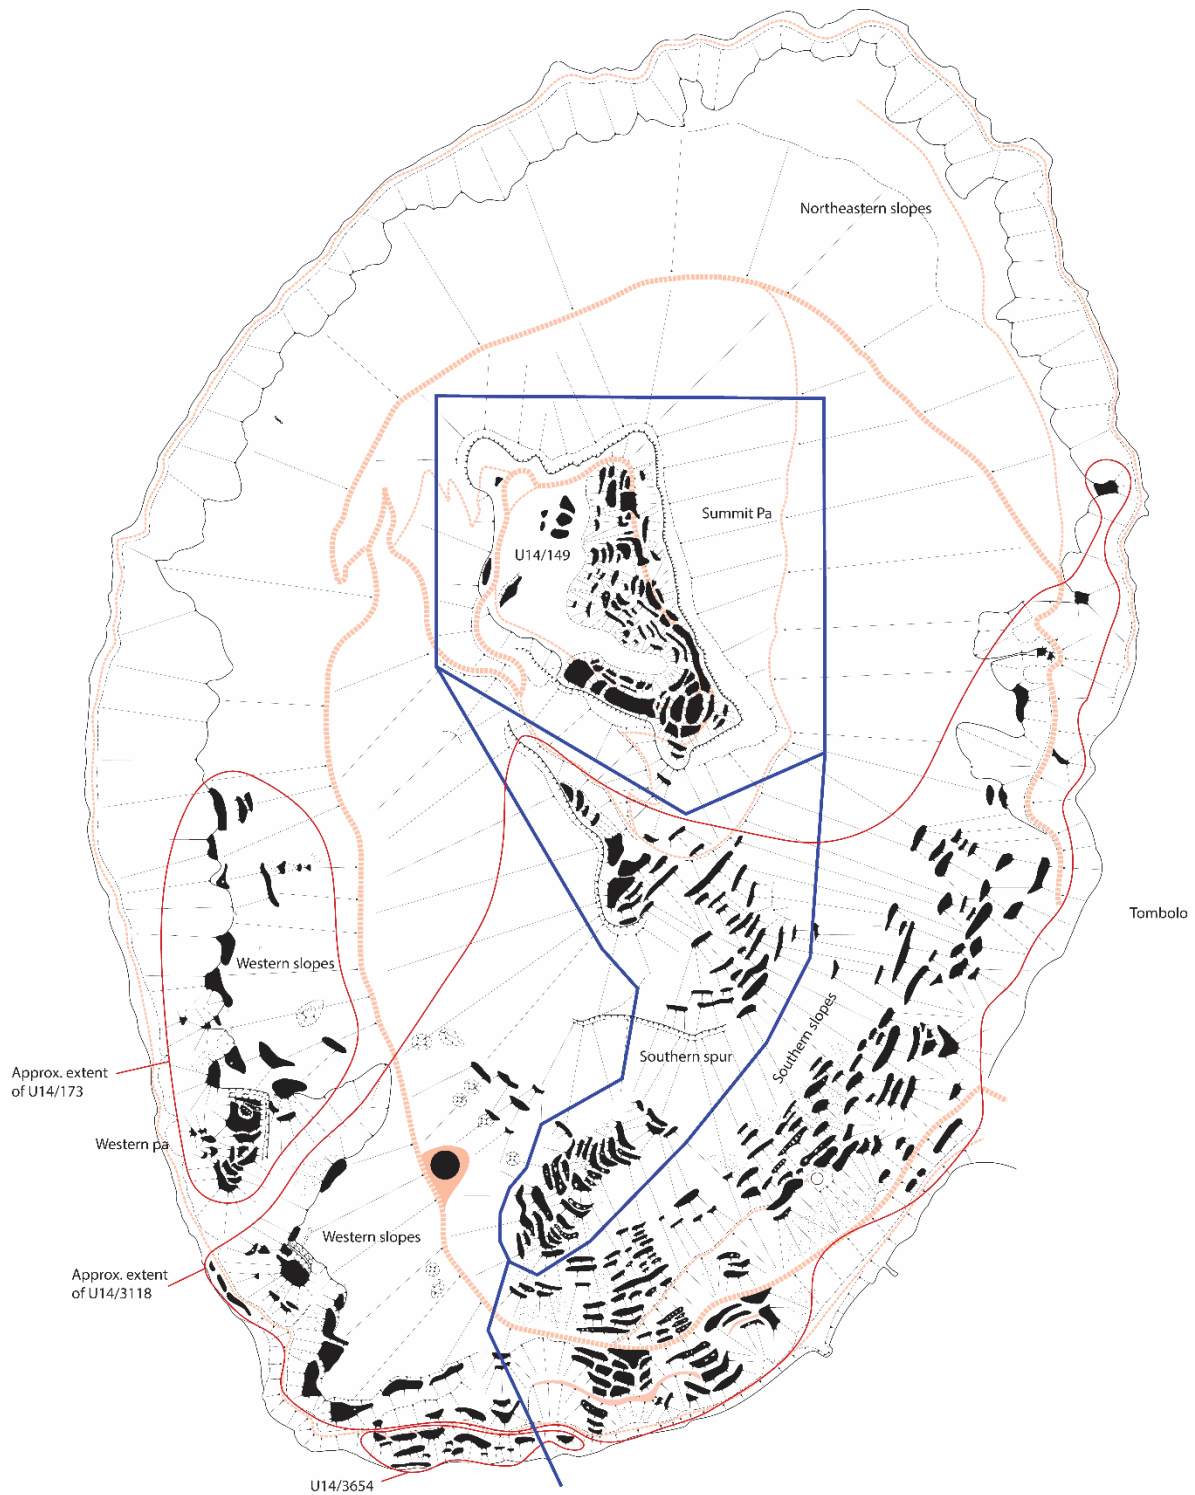 Northeastern slopes
Summit Pa
U14/149
Tombolo
Western slopes
Southern slopes
Southern spur
Approx. extent
of U14/173
Western pa
Western slopes
Approx. extent
of U14/3118
U14/3654